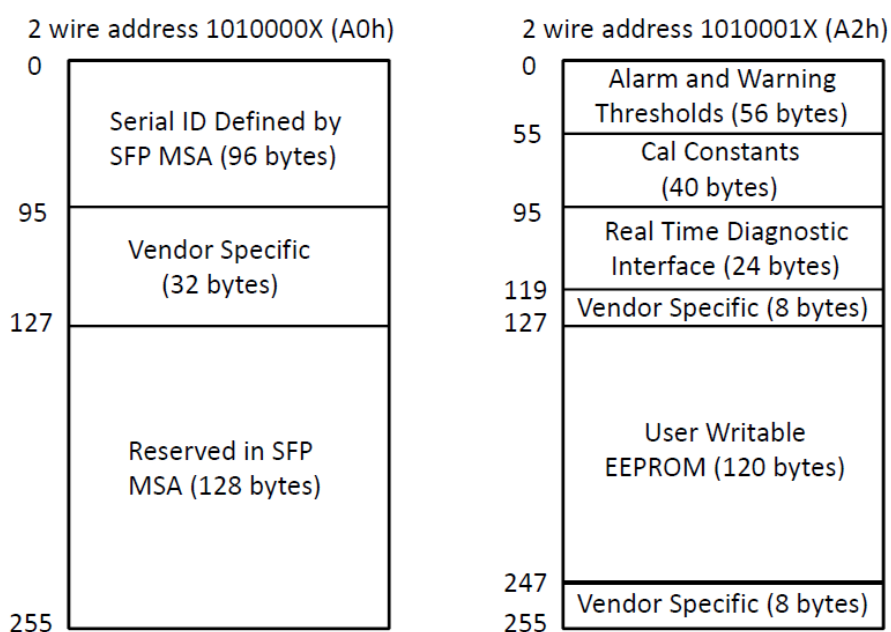 2 wire address 1010000X (A0h)
0
Serial ID Defined by
SFP MSA (96 bytes)
95
Vendor Specific
(32 bytes)
127
Reserved in SFP
MSA (128 bytes)
255
2 wire address 1010001X (A2h)
0
Alarm and Warning
Thresholds (56 bytes)
55
Cal Constants
(40 bytes)
95
Real Time Diagnostic
Interface (24 bytes)
119
Vendor Specific (8 bytes)
127
User Writable
EEPROM (120 bytes)
247
Vendor Specific (8 bytes)
255